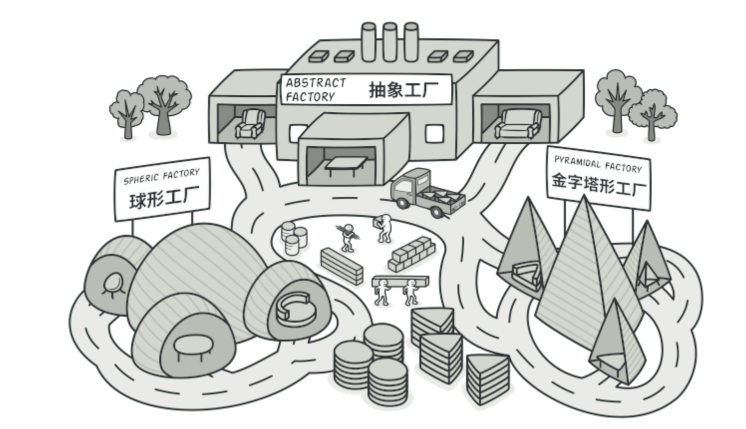 ABSTRACT
FACTORY
抽象工厂
SPHERIC FACTORY
球形工厂
PYRAMIDAL FACTORY
金字塔形工厂